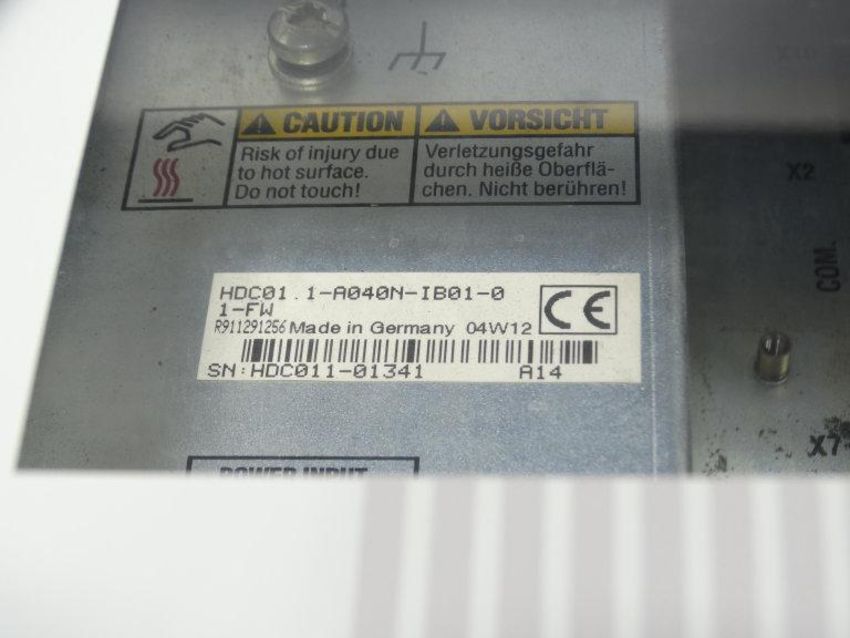 CAUTION
Risk of injury due
to hot surface.
Do not touch!
VORSICHT
Verletzungsgefahr
durch heiße Oberflä-
chen. Nicht berühren!
HDC01.1-A040N-IB01-0
1-FW
R911291256 Made in Germany 04W12
CE
SN:HDC011-01341 A14
POWER INPUT
X2
COM.
X7